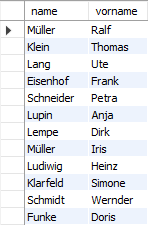 name vorname
Müller Ralf
Klein Thomas
Lang Ute
Eisenhof Frank
Schneider Petra
Lupin Anja
Lempe Dirk
Müller Iris
Ludwig Heinz
Klarfeld Simone
Schmidt Wernder
Funke Doris